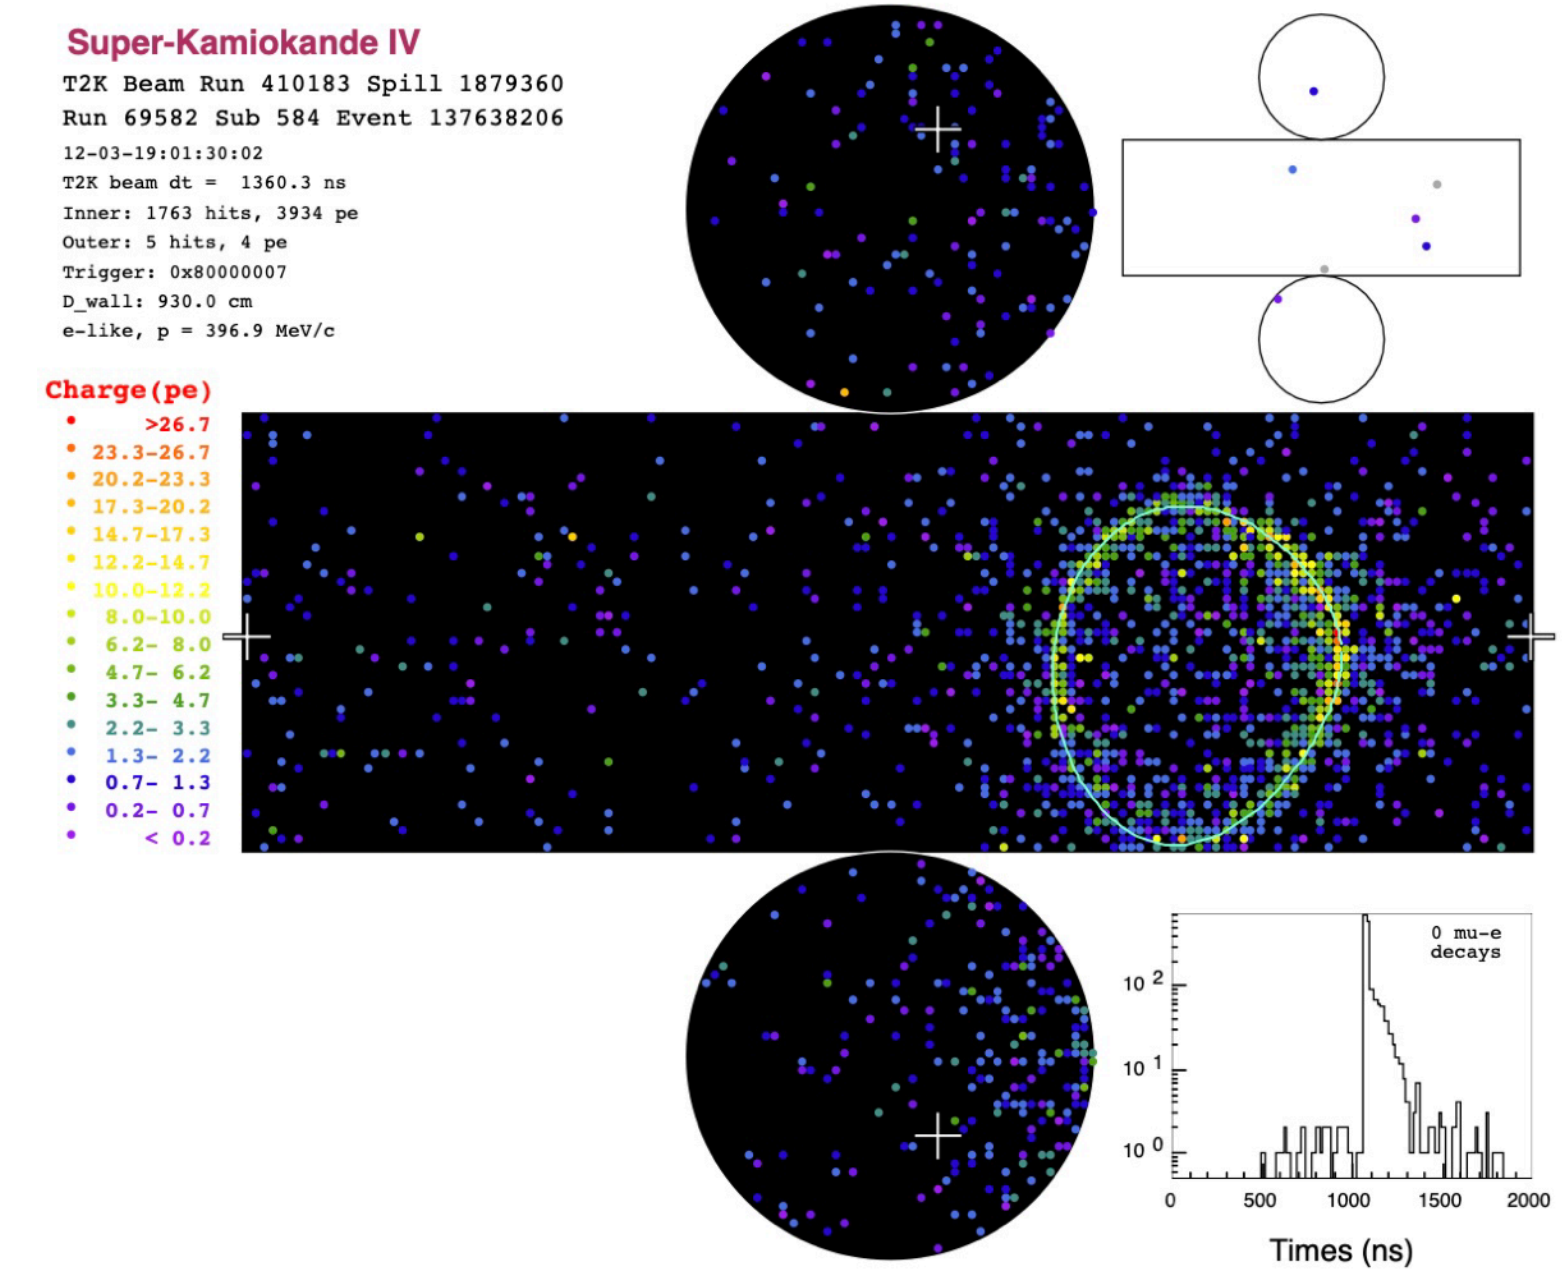 Super-Kamiokande IV
T2K Beam Run 410183 Spill 1879360
Run 69582 Sub 584 Event 137638206
12-03-19:01:30:02
T2K beam dt =  1360.3 ns
Inner: 1763 hits, 3934 pe
Outer: 5 hits, 4 pe
Trigger: 0x80000007
D_wall: 930.0 cm
e-like, p = 396.9 MeV/c
Charge(pe)
>26.7
23.3-26.7
20.2-23.3
17.3-20.2
14.7-17.3
12.2-14.7
10.0-12.2
8.0-10.0
6.2- 8.0
4.7- 6.2
3.3- 4.7
2.2- 3.3
1.3- 2.2
0.7- 1.3
0.2- 0.7
< 0.2
0 mu-e
decays
10 2
10 1
10 0
0 500 1000 1500 2000
Times (ns)